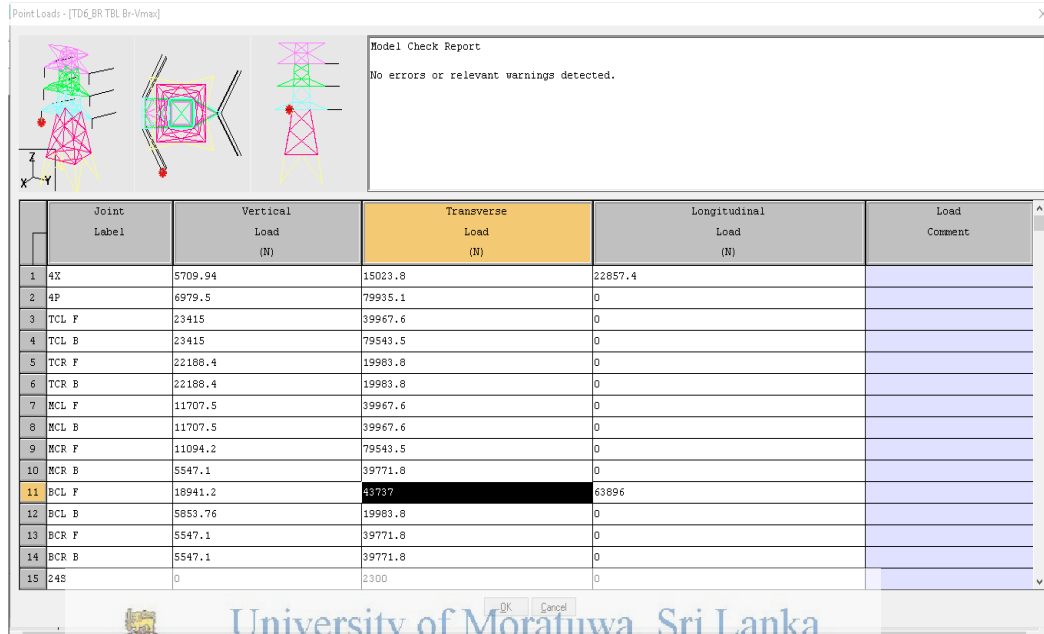 Point Loads - [TD6_BR TBL Br-Vmax]
Model Check Report
No errors or relevant warnings detected.
Z
X Y
Joint Label Vertical Load (N) Transverse Load (N) Longitudinal Load (N) Load Comment
1 4X 5709.94 15023.8 22857.4
2 4P 6979.5 79935.1 0
3 TCL F 23415 39967.6 0
4 TCL B 23415 79543.5 0
5 TCR F 22188.4 19983.8 0
6 TCR B 22188.4 19983.8 0
7 MCL F 11707.5 39967.6 0
8 MCL B 11707.5 39967.6 0
9 MCR F 11094.2 79543.5 0
10 MCR B 5547.1 39771.8 0
11 BCL F 18941.2 43737 63896
12 BCL B 5853.76 19983.8 0
13 BCR F 5547.1 39771.8 0
14 BCR B 5547.1 39771.8 0
15 24S 0 2300 0
OK Cancel
University of Moratuwa, Sri Lanka